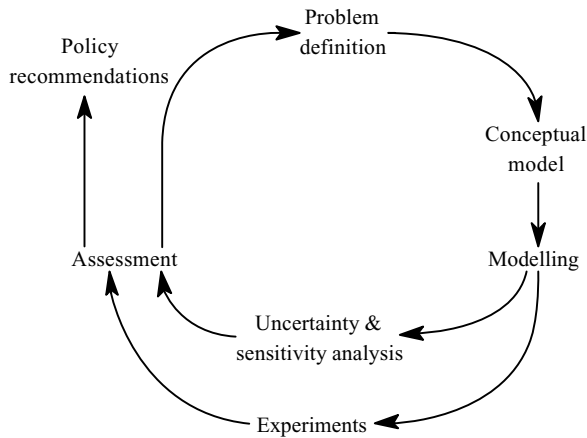 Problem
definition
Policy
recommendations
Conceptual
model
Assessment
Modelling
Uncertainty &
sensitivity analysis
Experiments